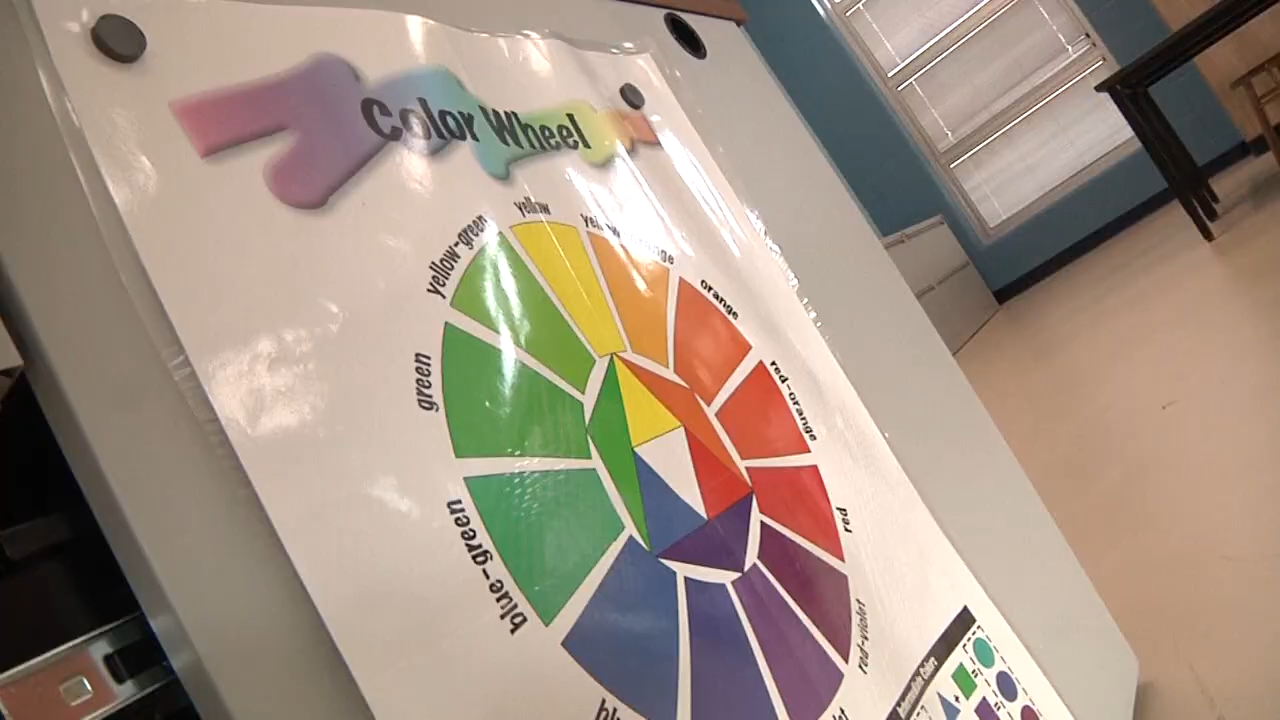 Color Wheel
yellow
yellow-green
orange
green
red-orange
blue-green
red
red-violet